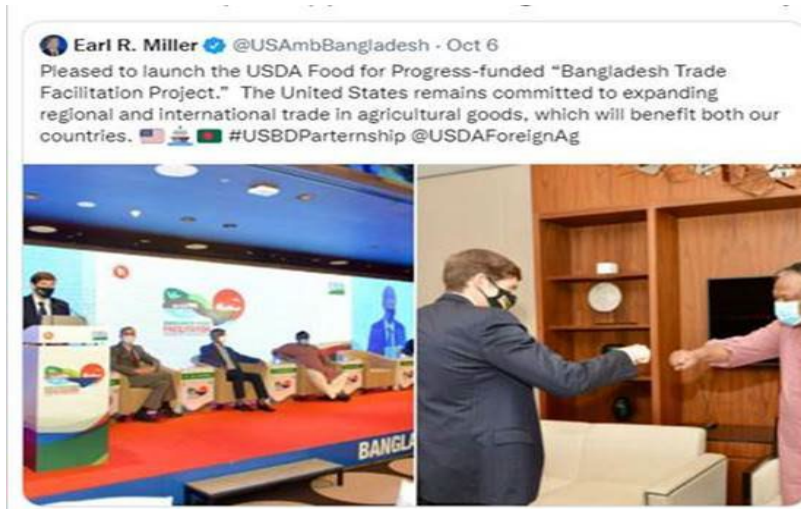 Earl R. Miller @USAmbBangladesh · Oct 6
Pleased to launch the USDA Food for Progress-funded “Bangladesh Trade
Facilitation Project.” The United States remains committed to expanding
regional and international trade in agricultural goods, which will benefit both our
countries. 🇺🇸🚢🇧🇩 #USBDParternship @USDAForeignAg
FACILITATION
BANGLA